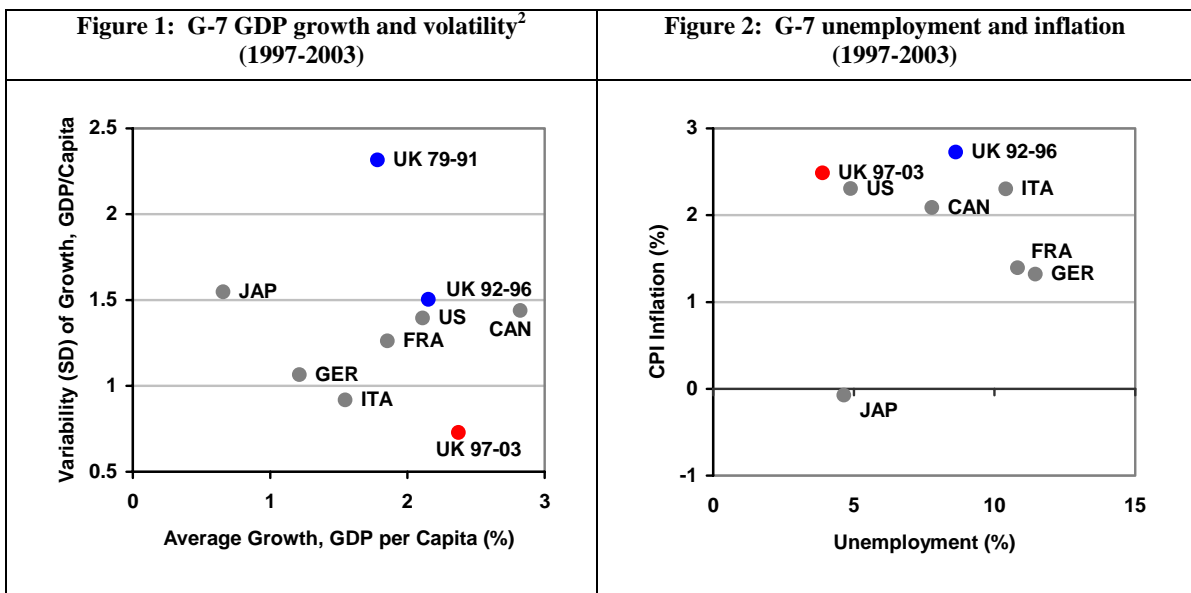 Figure 1: G-7 GDP growth and volatility2
(1997-2003)
Variability (SD) of Growth, GDP/Capita
2.5
2
1.5
1
0.5
UK 79-91
JAP
UK 92-96
US
CAN
FRA
GER
ITA
UK 97-03
0 1 2 3
Average Growth, GDP per Capita (%)
Figure 2: G-7 unemployment and inflation
(1997-2003)
CPI Inflation (%)
3
2
1
0
-1
UK 92-96
UK 97-03
US
ITA
CAN
FRA
GER
JAP
0 5 10 15
Unemployment (%)